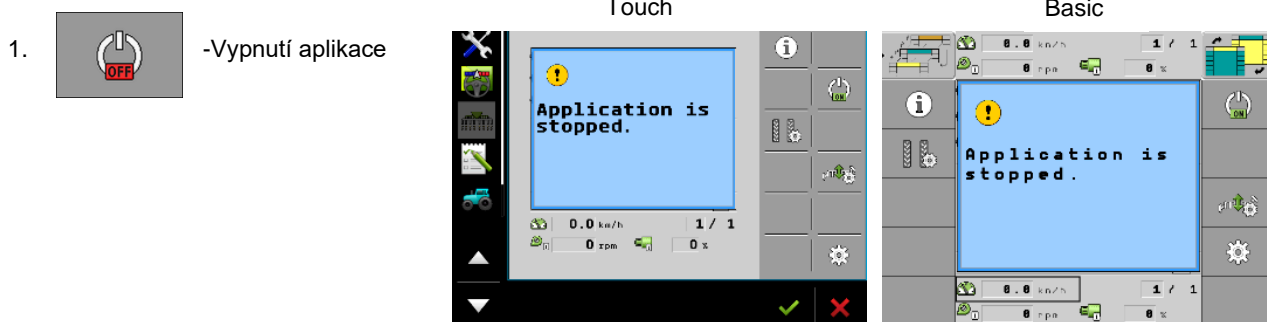 Touch
Basic
1.
OFF
-Vypnutí aplikace
Application is
stopped.
0.0 km/h
1 / 1
0 rpm
0 %
i
ON
0.0 km/h
1 / 1
0 rpm
0 %
i
Application is
stopped.
ON
0.0 km/h
1 / 1
0 rpm
0 %